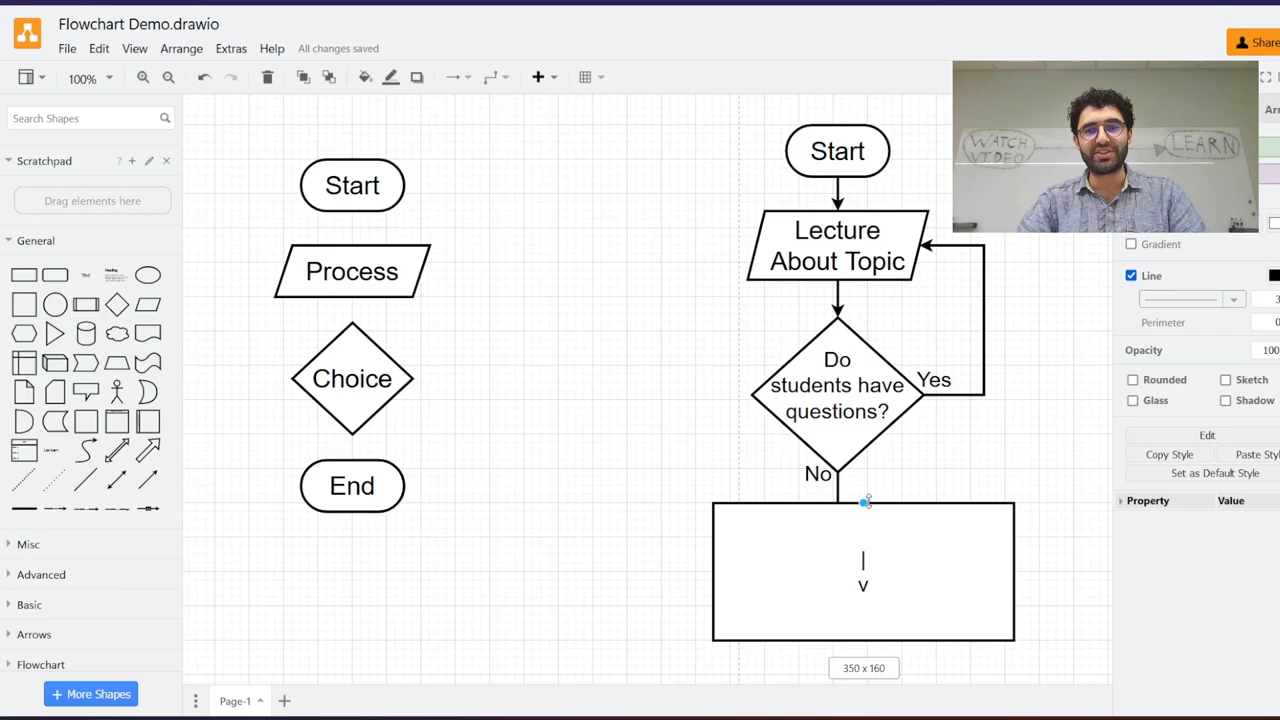 Flowchart Demo.drawio
File Edit View Arrange Extras Help All changes saved
Share
100%
Search Shapes
Scratchpad
Drag elements here
General
Text
Heading
Misc
Advanced
Basic
Arrows
Flowchart
+ More Shapes
Start
Process
Choice
End
Start
Lecture
About Topic
Do
students have
questions?
Yes
No
|
v
350 x 160
Page-1
WATCH
VIDEO
LEARN
Gradient
Line
Perimeter
Opacity
100
Rounded
Sketch
Glass
Shadow
Edit
Copy Style
Paste Styl
Set as Default Style
Property
Value